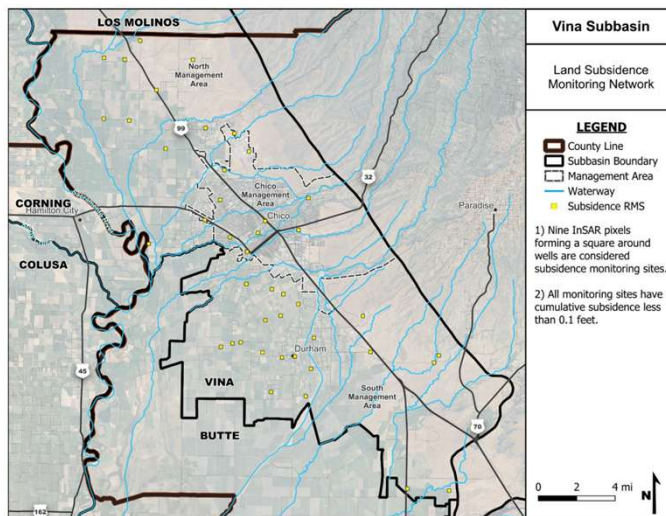 LOS MOLINOS
North
Management
Area
99
32
Chico
Management
Area
Chico
Paradise
CORNING
Hamilton City
COLUSA
Durham
45
VINA
South
Management
Area
BUTTE
70
162
Vina Subbasin
Land Subsidence
Monitoring Network
LEGEND
County Line
Subbasin Boundary
Management Area
Waterway
Subsidence RMS
1) Nine InSAR pixels
forming a square around
wells are considered
subsidence monitoring sites.
2) All monitoring sites have
cumulative subsidence less
than 0.1 feet.
0 2 4 mi
N